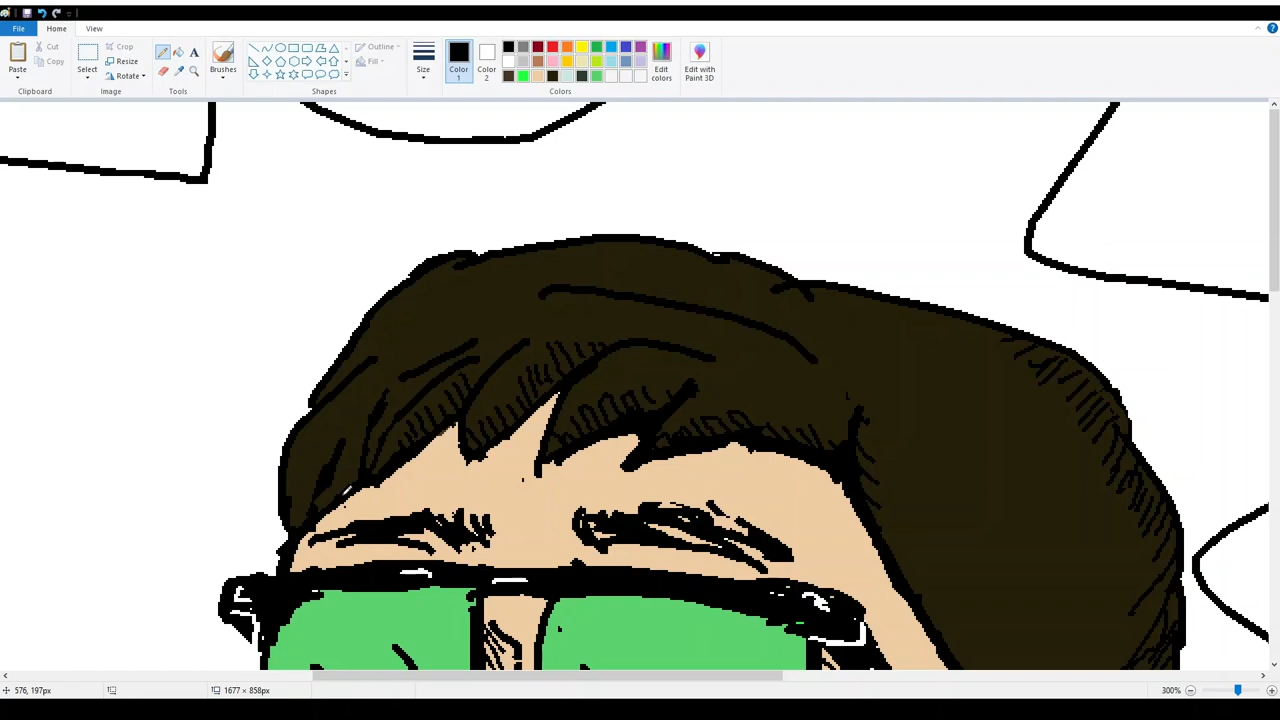 File Home View
Paste Cut Copy
Clipboard
Select Crop Resize Rotate
Image
A
Tools
Brushes
Shapes
Outline Fill
Size
Color 1
Color 2
Edit colors
Colors
Edit with Paint 3D
576, 197px
1677 × 858px
300%